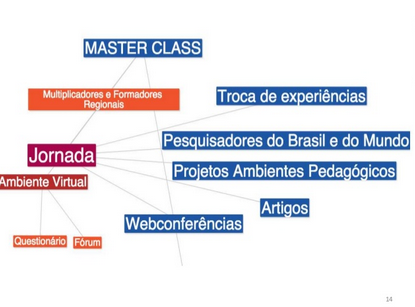 MASTER CLASS
Multiplicadores e Formadores
Regionais
Troca de experiências
Pesquisadores do Brasil e do Mundo
Jornada
Projetos Ambientes Pedagógicos
Ambiente Virtual
Artigos
Webconferências
Questionário
Fórum
14